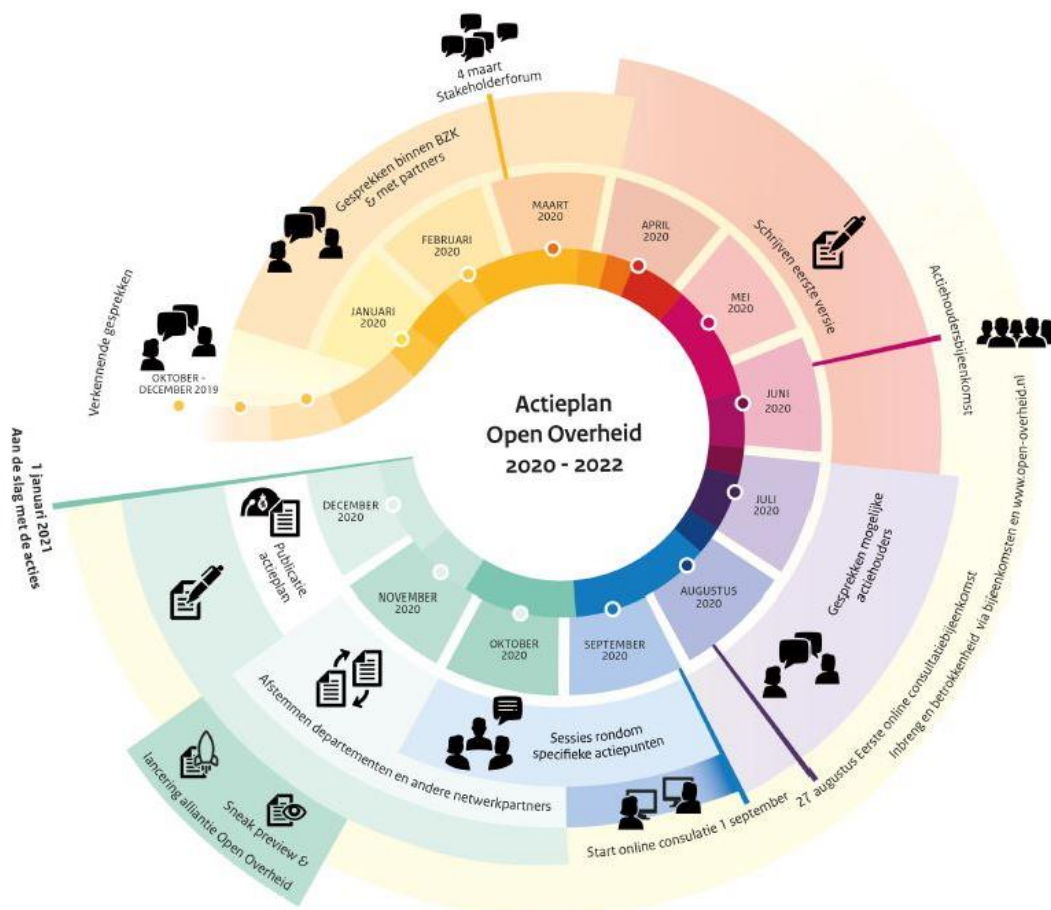 Actieplan
Open Overheid
2020 - 2022
Verkennende gesprekken
OKTOBER -
DECEMBER 2019
JANUARI
2020
FEBRUARI
2020
MAART
2020
APRIL
2020
MEI
2020
JUNI
2020
JULI
2020
AUGUSTUS
2020
SEPTEMBER
2020
OKTOBER
2020
NOVEMBER
2020
DECEMBER
2020
Gesprekken binnen BZK
& met partners
4 maart
Stakeholderforum
Schrijven eerste versie
Actiehoudersbijeenkomst
Gesprekken mogelijke
actiehouders
27 augustus Eerste online consultatiebijeenkomst
Inbreng en betrokkenheid via bijeenkomsten en www.open-overheid.nl
Start online consulatie 1 september
Sessies rondom
specifieke actiepunten
Afstemmen departementen en andere netwerkpartners
Sneak preview &
lancering alliantie Open Overheid
Publicatie.
actieplan
1 januari 2021
Aan de slag met de acties